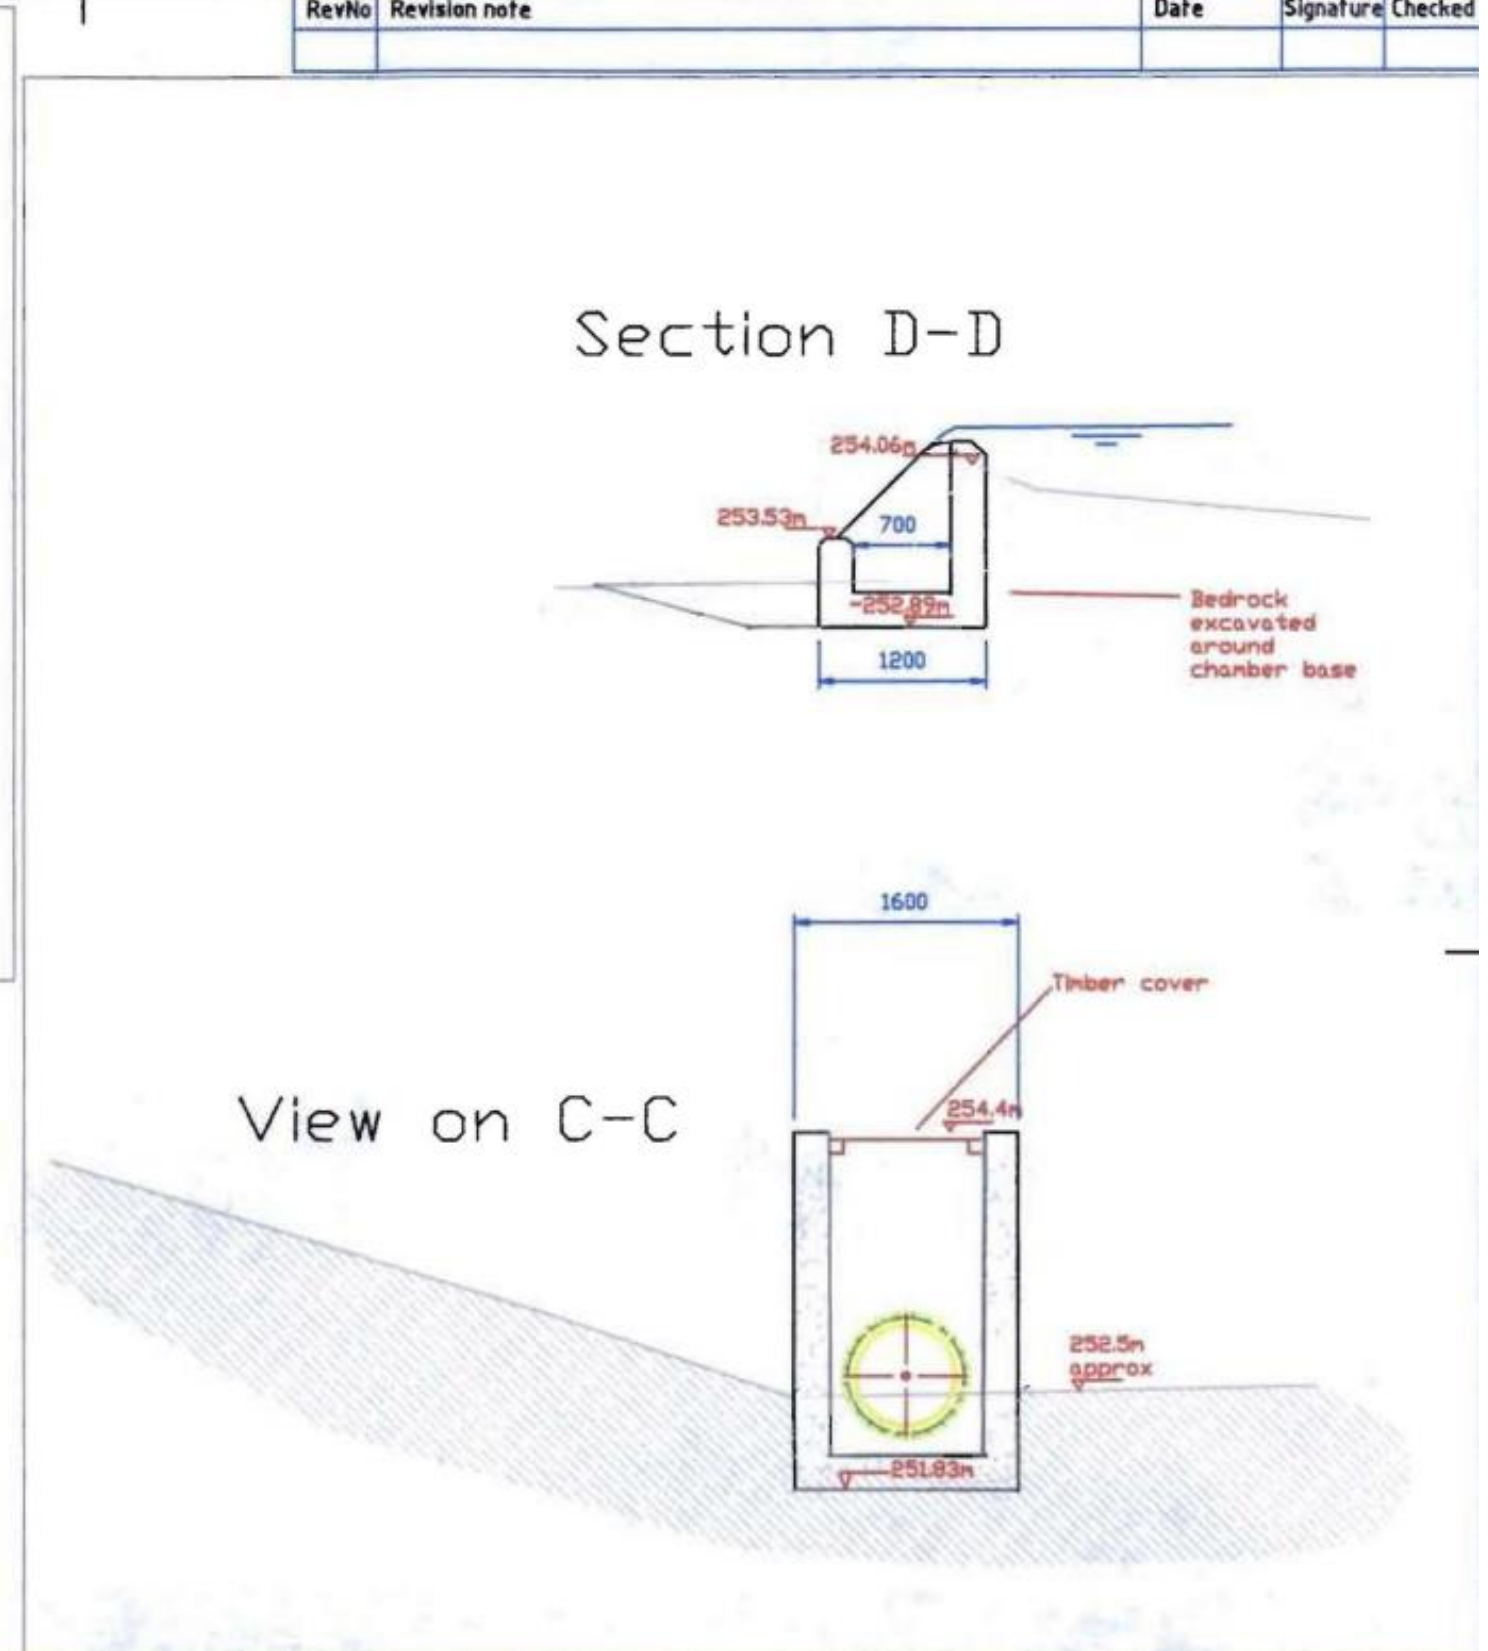 RevNo Revision note Date Signature Checked
Section D-D
254.06m
253.53m
700
-252.89m
1200
Bedrock
excavated
around
chamber base
1600
Timber cover
254.4m
View on C-C
252.5m
approx
251.83m